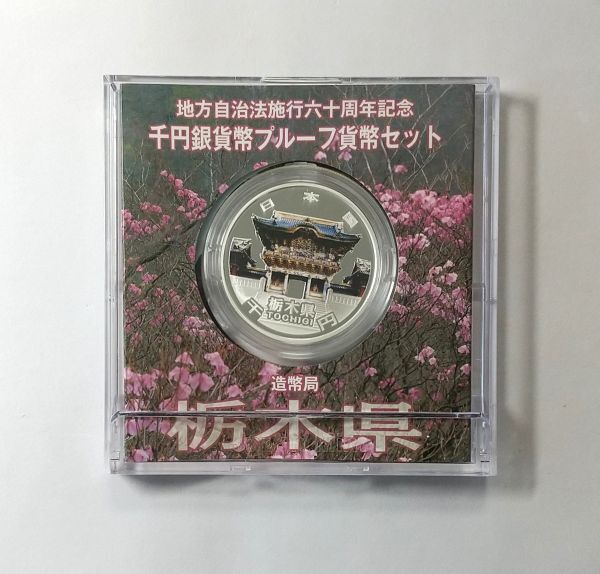 地方自治法施行六十周年記念
千円銀貨幣プルーフ貨幣セット
日本国
栃木県
TOCHIGI
千円
造幣局
栃木県